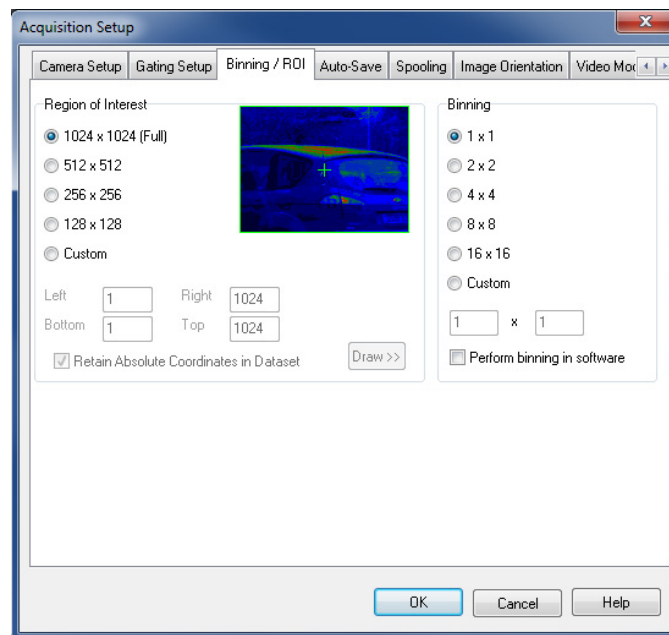 Acquisition Setup
Camera Setup Gating Setup Binning / ROI Auto-Save Spooling Image Orientation Video
Region of Interest
1024 x 1024 (Full)
512 x 512
256 x 256
128 x 128
Custom
Left 1 Right 1024
Bottom 1 Top 1024
Retain Absolute Coordinates in Dataset
Draw >>
Binning
1 x 1
2 x 2
4 x 4
8 x 8
16 x 16
Custom
1 x 1
Perform binning in software
OK Cancel Help